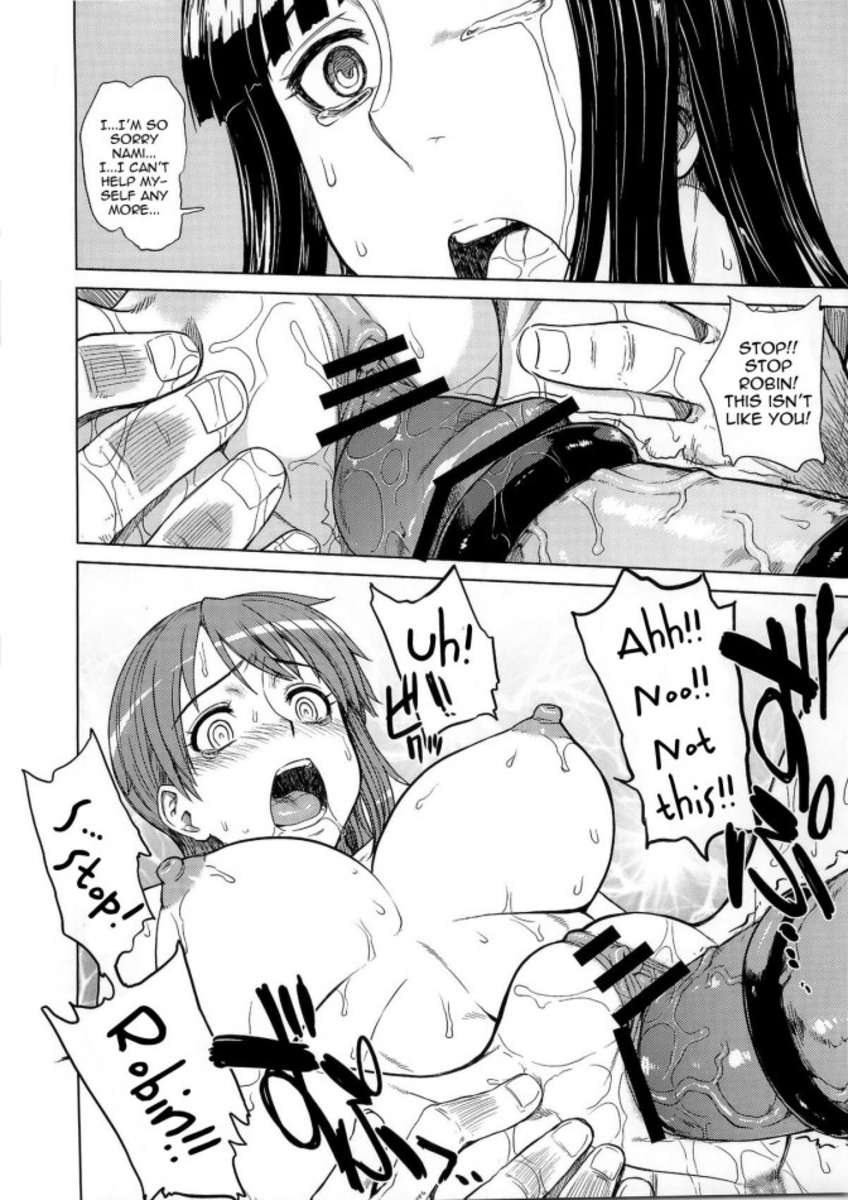 I...I'M SO
SORRY
NAMI...
I...I CAN'T
HELP MY-
SELF ANY
MORE...
STOP!!
STOP
ROBIN!
THIS ISN'T
LIKE YOU!
Uh!
Ahh!!
Noo!!
Not
this!!
S...
Stop!
Robin!!